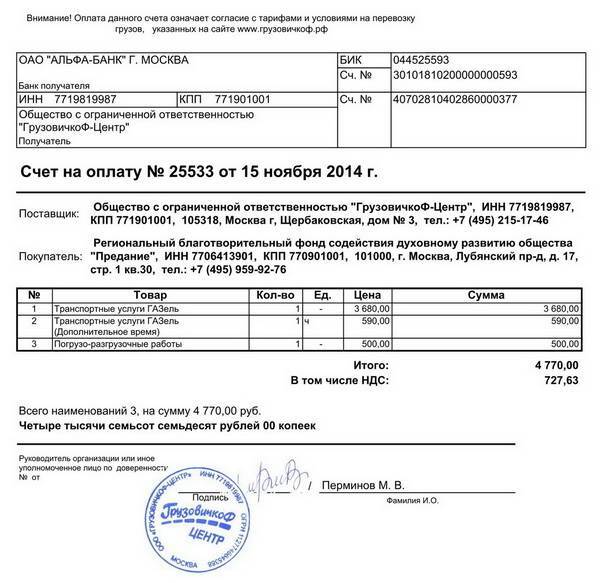 Внимание! Оплата данного счета означает согласие с тарифами и условиями на перевозку
грузов, указанных на сайте www.грузовичкоф.рф
ОАО "АЛЬФА-БАНК" Г. МОСКВА БИК 044525593
Сч. № 30101810200000000593
Банк получателя
ИНН 7719819987 КПП 771901001 Сч. № 40702810402860000377
Общество с ограниченной ответственностью
"ГрузовичкоФ-Центр"
Получатель
Счет на оплату № 25533 от 15 ноября 2014 г.
Поставщик: Общество с ограниченной ответственностью "ГрузовичкоФ-Центр", ИНН 7719819987,
КПП 771901001, 105318, Москва г, Щербаковская, дом № 3, тел.: +7 (495) 215-17-46
Покупатель: Региональный благотворительный фонд содействия духовному развитию общества
"Предание", ИНН 7706413901, КПП 770901001, 101000, г. Москва, Лубянский пр-д, д. 17,
стр. 1 кв.30, тел.: +7 (495) 959-92-76
№ Товар Кол-во Ед. Цена Сумма
1 Транспортные услуги ГАЗель 1 - 3 680,00 3 680,00
2 Транспортные услуги ГАЗель 1 ч 590,00 590,00
(Дополнительное время)
3 Погрузо-разгрузочные работы 1 - 500,00 500,00
Итого: 4 770,00
В том числе НДС: 727,63
Всего наименований 3, на сумму 4 770,00 руб.
Четыре тысячи семьсот семьдесят рублей 00 копеек
Руководитель организации или иное
уполномоченное лицо по доверенности
№ от
/ Перминов М. В.
Подпись Фамилия И.О.
ООО «ГРУЗОВИЧКОФ-ЦЕНТР» ИНН 7719819987
ГрузовичкоФ
ЦЕНТР
МОСКВА